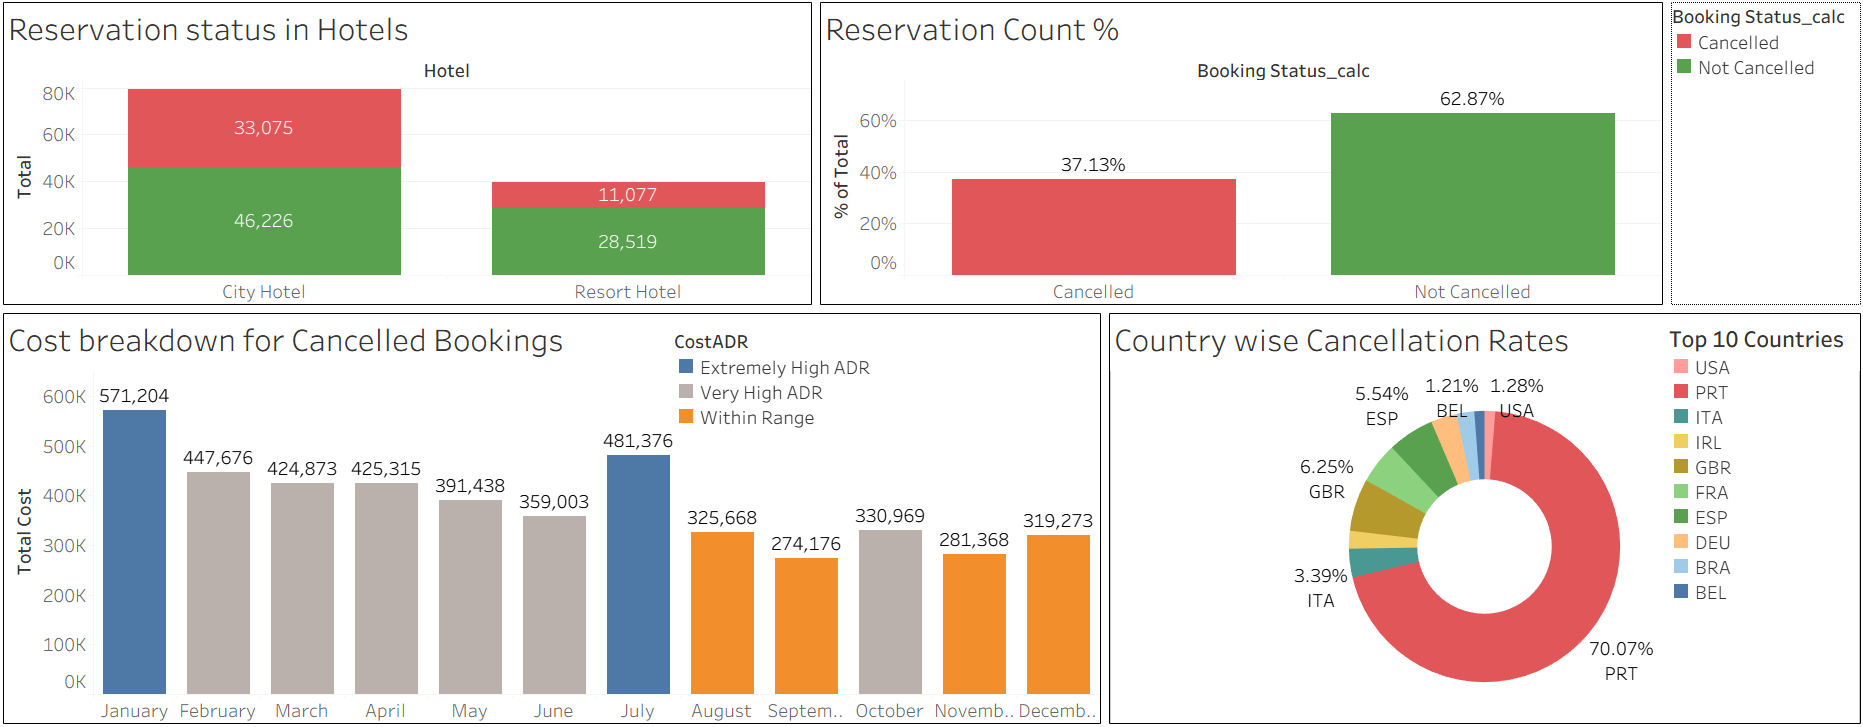 Reservation status in Hotels
Hotel
Total
80K
60K
40K
20K
0K
33,075
46,226
11,077
28,519
City Hotel
Resort Hotel
Reservation Count %
Booking Status_calc
% of Total
60%
40%
20%
0%
37.13%
62.87%
Cancelled
Not Cancelled
Booking Status_calc
Cancelled
Not Cancelled
Cost breakdown for Cancelled Bookings
CostADR
Extremely High ADR
Very High ADR
Within Range
Total Cost
600K
500K
400K
300K
200K
100K
0K
571,204
447,676
424,873
425,315
391,438
359,003
481,376
325,668
274,176
330,969
281,368
319,273
January
February
March
April
May
June
July
August
Septem..
October
Novemb..
Decemb..
Country wise Cancellation Rates
5.54%
ESP
1.21%
BEL
1.28%
USA
6.25%
GBR
3.39%
ITA
70.07%
PRT
Top 10 Countries
USA
PRT
ITA
IRL
GBR
FRA
ESP
DEU
BRA
BEL